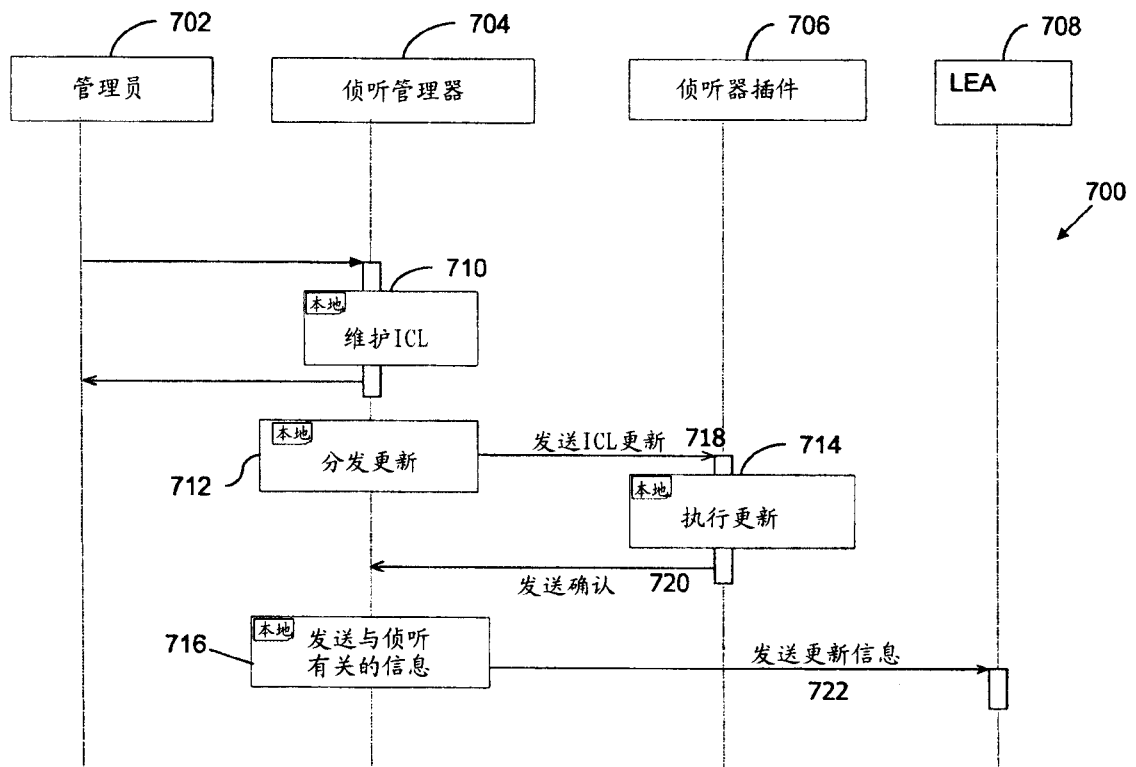 702
704
706
708
管理员
侦听管理器
侦听器插件
LEA
700
710
本地
维护ICL
本地
分发更新
712
发送ICL更新
718
714
本地
执行更新
发送确认
720
716
本地
发送与侦听
有关的信息
发送更新信息
722